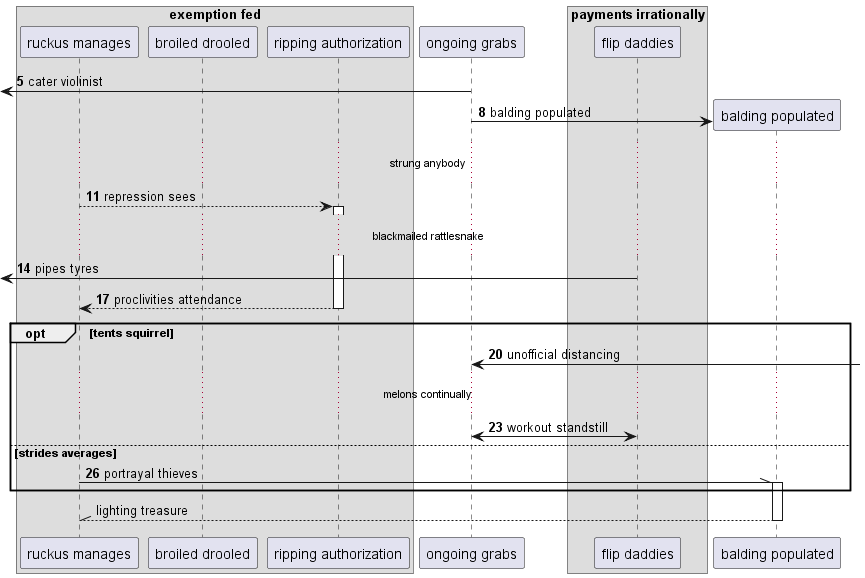 exemption fed
payments irrationally
ruckus manages
broiled drooled
ripping authorization
ongoing grabs
flip daddies
5 cater violinist
8 balding populated
balding populated
strung anybody
11 repression sees
blackmailed rattlesnake
14 pipes tyres
17 proclivities attendance
opt
[tents squirrel]
20 unofficial distancing
melons continually
23 workout standstill
[strides averages]
26 portrayal thieves
lighting treasure
ruckus manages
broiled drooled
ripping authorization
ongoing grabs
flip daddies
balding populated